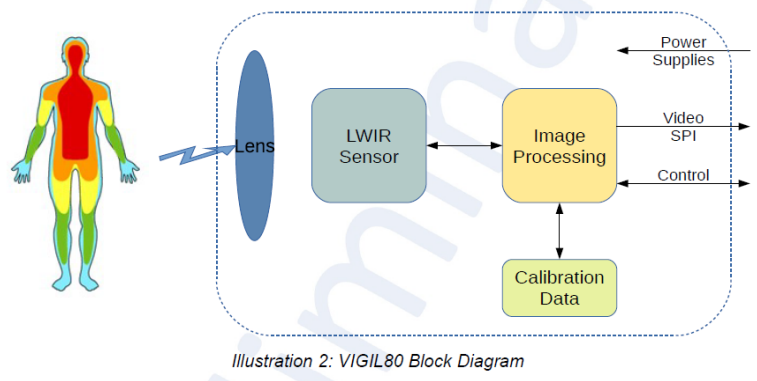 Power
Supplies
Lens
LWIR
Sensor
Image
Processing
Video
SPI
Control
Calibration
Data
Illustration 2: VIGIL80 Block Diagram